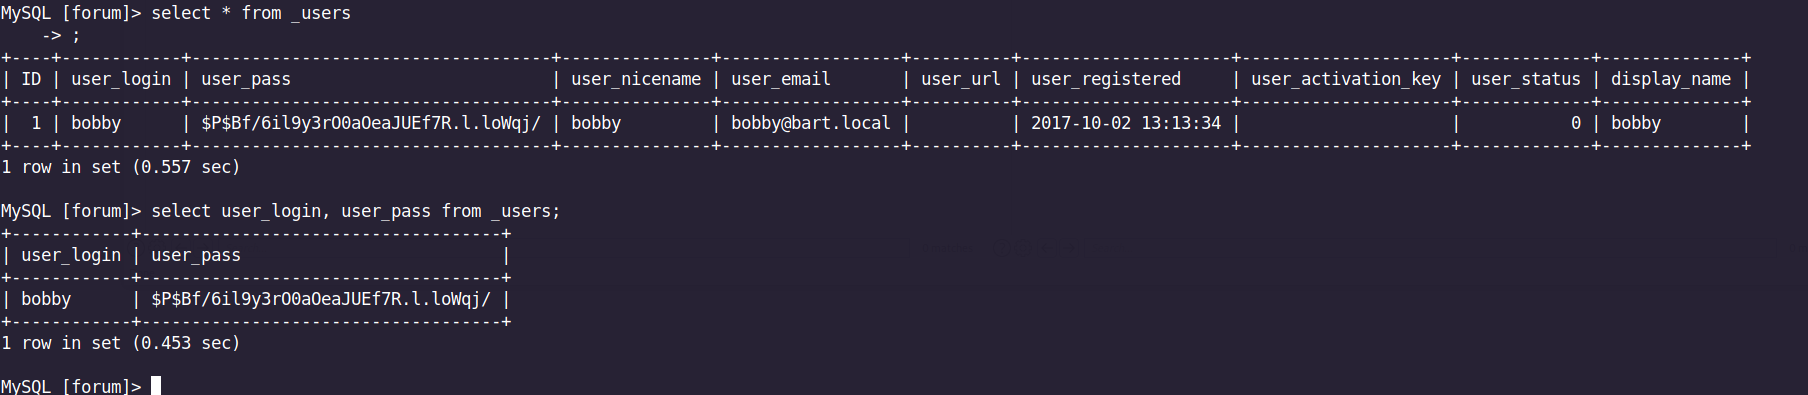 MySQL [forum]> select * from _users
    -> ;
+----+------------+------------------------------------+---------------+------------------+----------+---------------------+---------------------+-------------+--------------+
| ID | user_login | user_pass                          | user_nicename | user_email       | user_url | user_registered     | user_activation_key | user_status | display_name |
+----+------------+------------------------------------+---------------+------------------+----------+---------------------+---------------------+-------------+--------------+
|  1 | bobby      | $P$Bf/6il9y3rO0aOeaJUEf7R.l.loWqj/ | bobby         | bobby@bart.local |          | 2017-10-02 13:13:34 |                     |           0 | bobby        |
+----+------------+------------------------------------+---------------+------------------+----------+---------------------+---------------------+-------------+--------------+
1 row in set (0.557 sec)

MySQL [forum]> select user_login, user_pass from _users;
+------------+------------------------------------+
| user_login | user_pass                          |
+------------+------------------------------------+
| bobby      | $P$Bf/6il9y3rO0aOeaJUEf7R.l.loWqj/ |
+------------+------------------------------------+
1 row in set (0.453 sec)

MySQL [forum]>